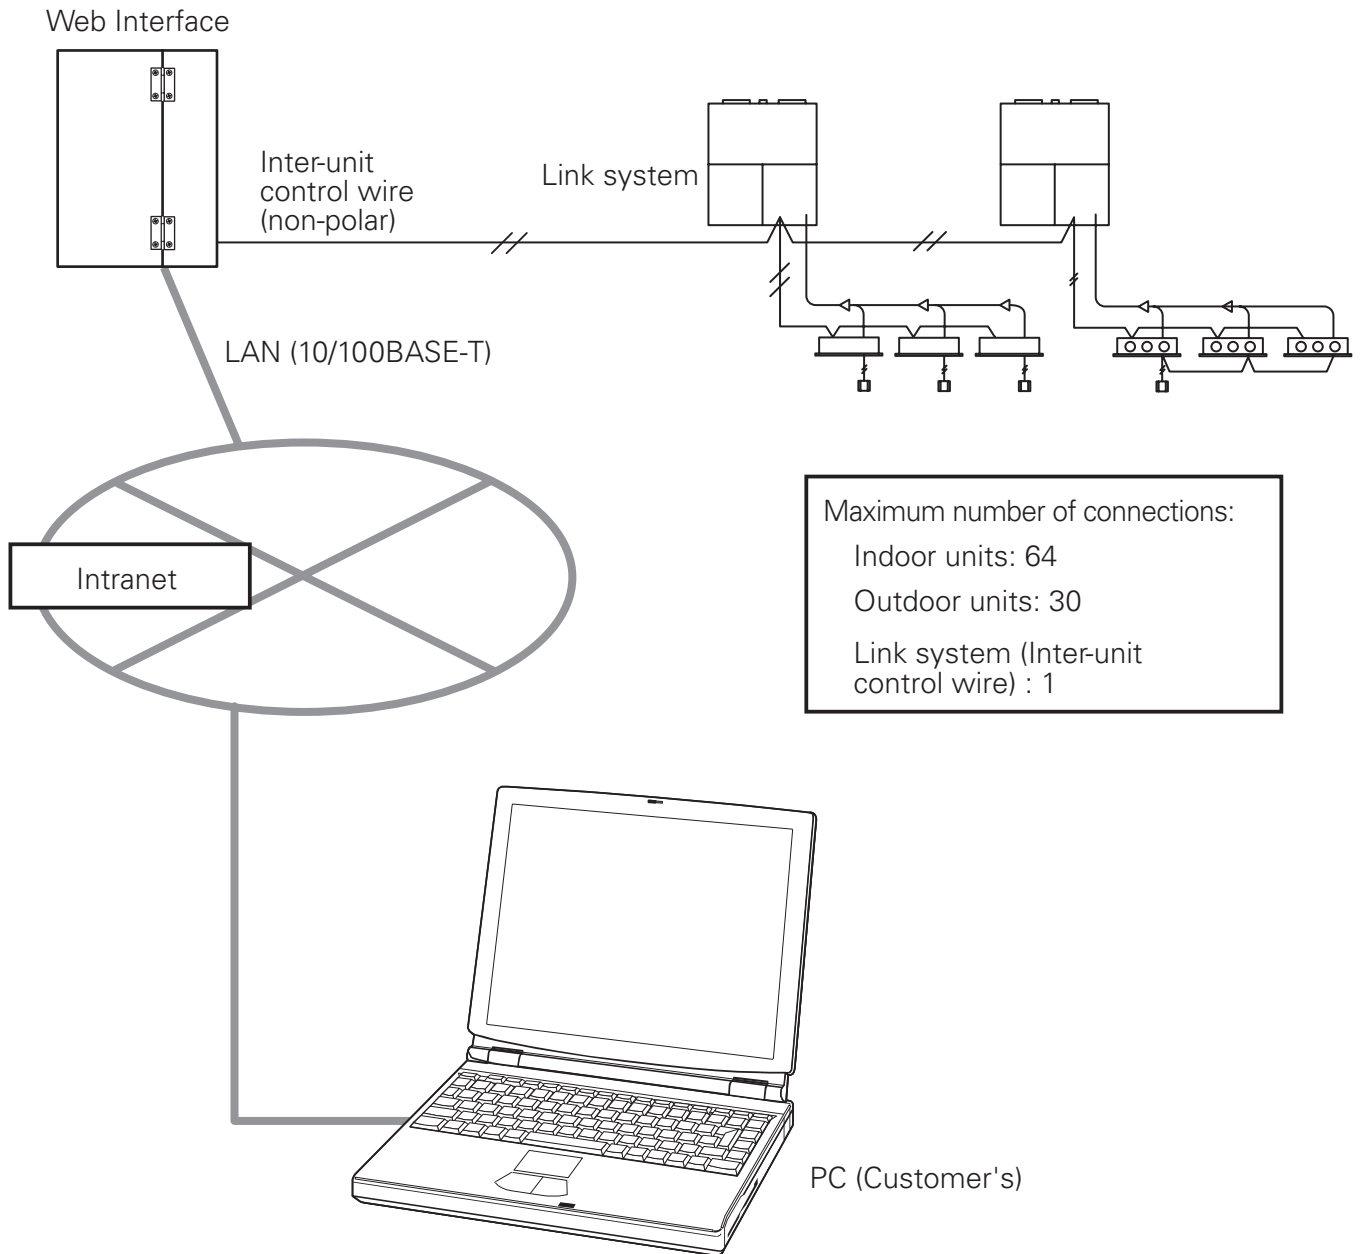 Web Interface
Inter-unit
control wire
(non-polar)
Link system
LAN (10/100BASE-T)
Intranet
Maximum number of connections:
Indoor units: 64
Outdoor units: 30
Link system (Inter-unit
control wire) : 1
PC (Customer's)